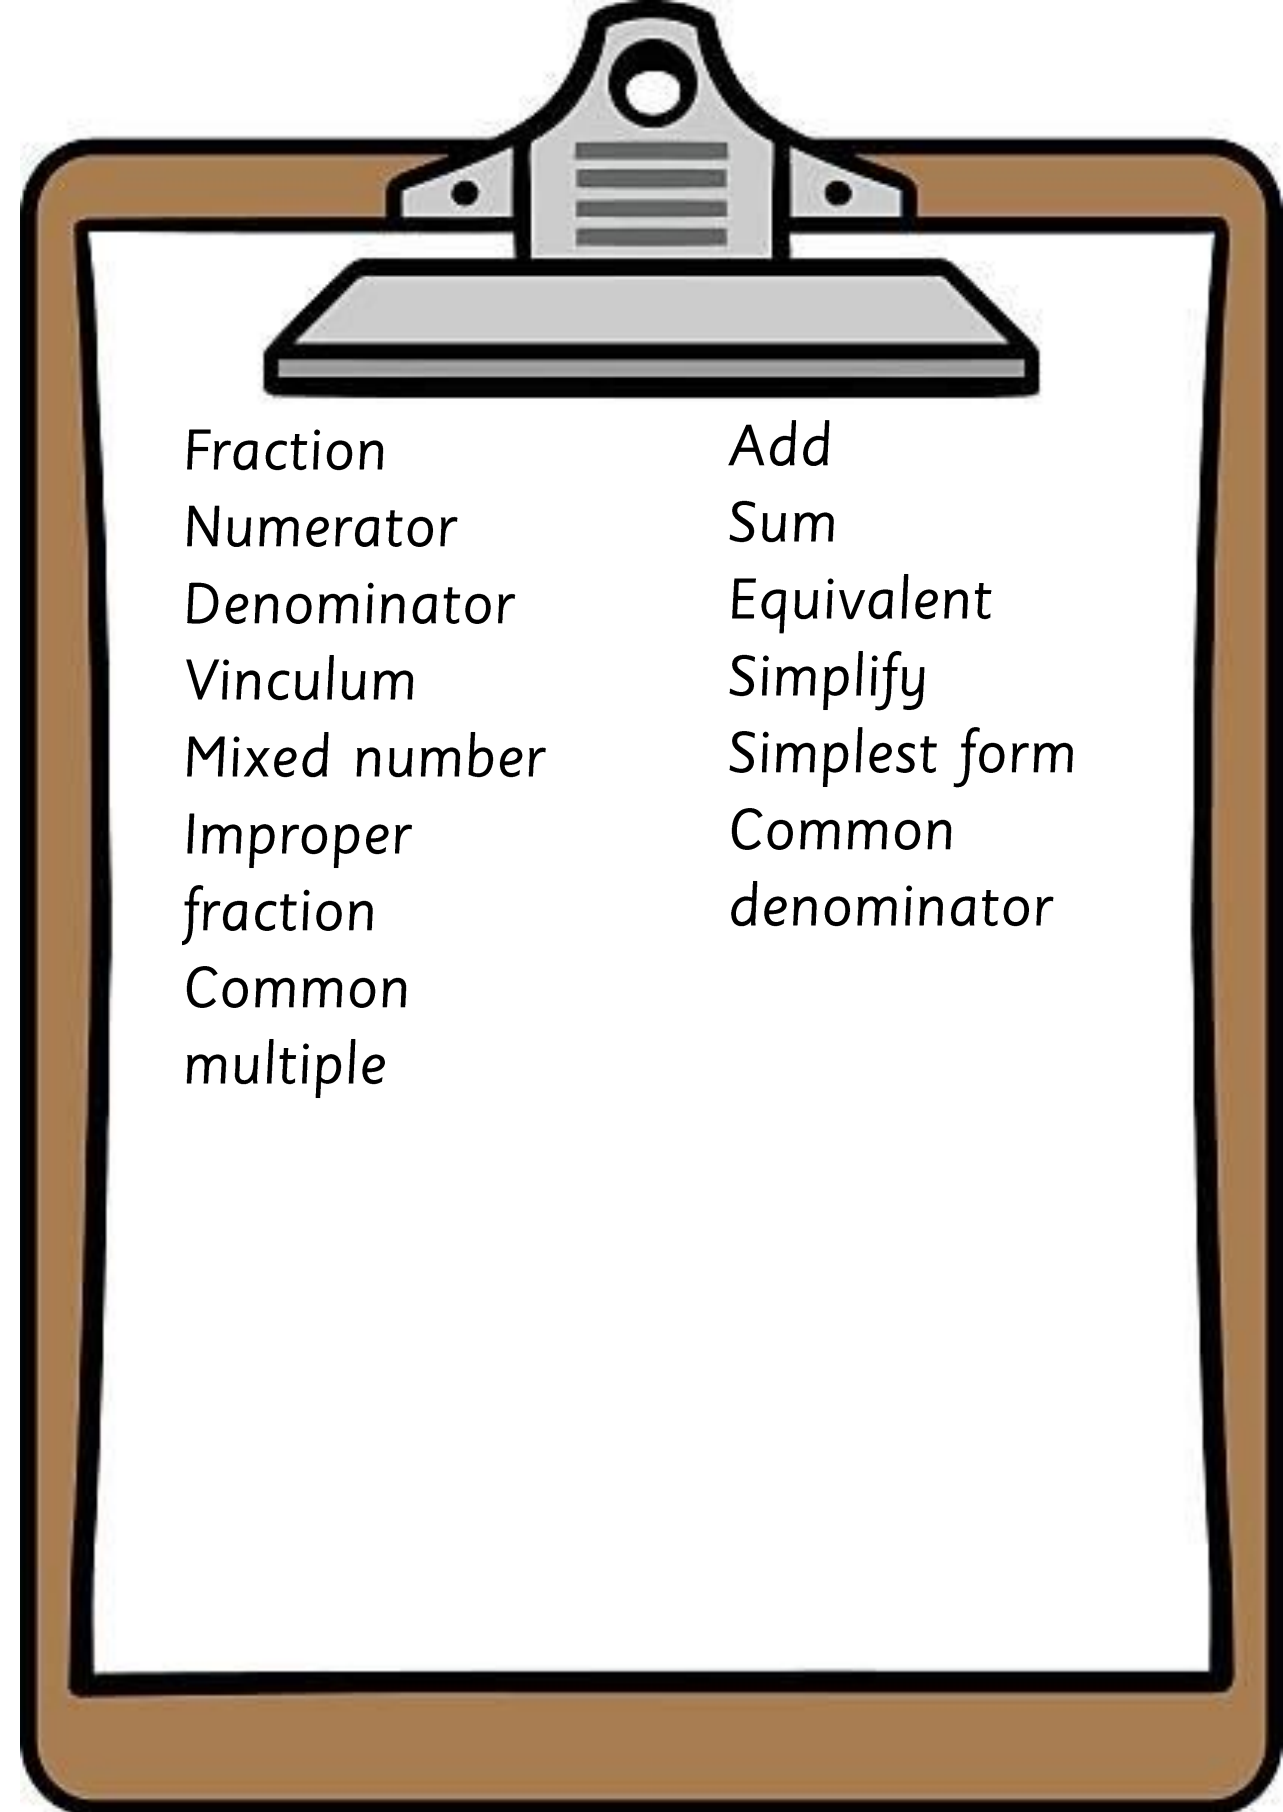 Fraction
Numerator
Denominator
Vinculum
Mixed number
Improper
fraction
Common
multiple
Add
Sum
Equivalent
Simplify
Simplest form
Common
denominator